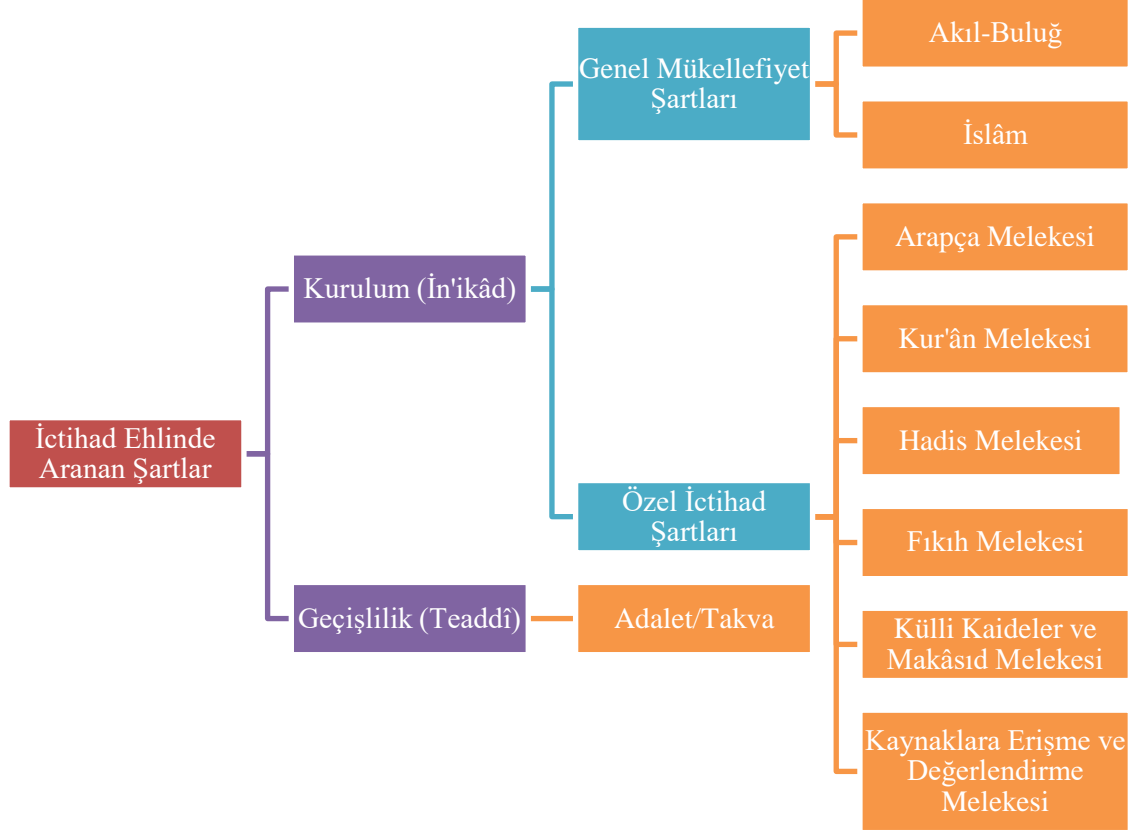 İctihad Ehlinde
Aranan Şartlar
Kurulum (İn'ikâd)
Genel Mükellefiyet
Şartları
Akıl-Buluğ
İslâm
Özel İctihad
Şartları
Arapça Melekesi
Kur'ân Melekesi
Hadis Melekesi
Fıkıh Melekesi
Külli Kaideler ve
Makâsıd Melekesi
Kaynaklara Erişme ve
Değerlendirme
Melekesi
Geçişlilik (Teaddî)
Adalet/Takva